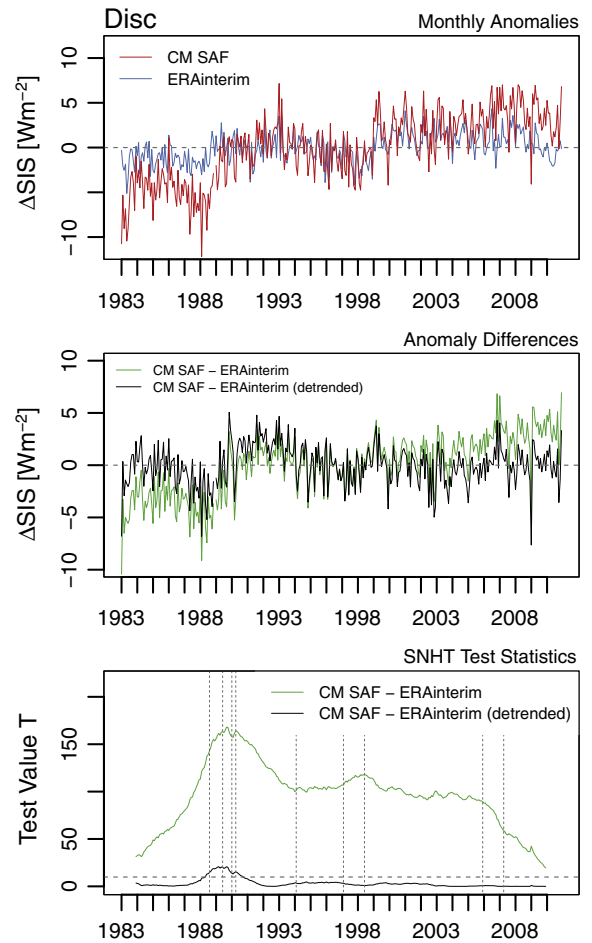 Disc
Monthly Anomalies
CM SAF
ERAinterim
ΔSIS [Wm⁻²]
10
5
0
−10
1983 1988 1993 1998 2003 2008
Anomaly Differences
CM SAF − ERAinterim
CM SAF − ERAinterim (detrended)
ΔSIS [Wm⁻²]
10
5
0
−5
−10
1983 1988 1993 1998 2003 2008
SNHT Test Statistics
CM SAF − ERAinterim
CM SAF − ERAinterim (detrended)
Test Value T
150
50
0
1983 1988 1993 1998 2003 2008